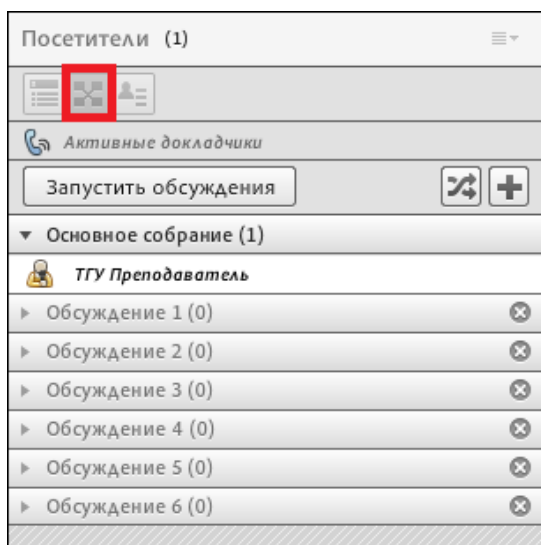 Посетители (1)
Активные докладчики
Запустить обсуждения
Основное собрание (1)
ТГУ Преподаватель
Обсуждение 1 (0)
Обсуждение 2 (0)
Обсуждение 3 (0)
Обсуждение 4 (0)
Обсуждение 5 (0)
Обсуждение 6 (0)